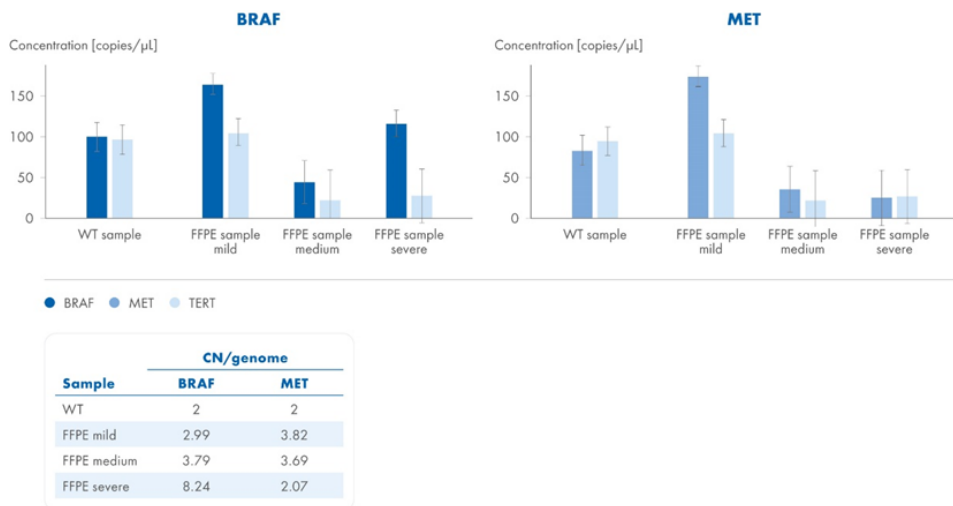 BRAF
Concentration [copies/µL]
150
100
50
0
WT sample
FFPE sample mild
FFPE sample medium
FFPE sample severe
MET
Concentration [copies/µL]
150
100
50
0
WT sample
FFPE sample mild
FFPE sample medium
FFPE sample severe
BRAF MET TERT
CN/genome
Sample BRAF MET
WT 2 2
FFPE mild 2.99 3.82
FFPE medium 3.79 3.69
FFPE severe 8.24 2.07